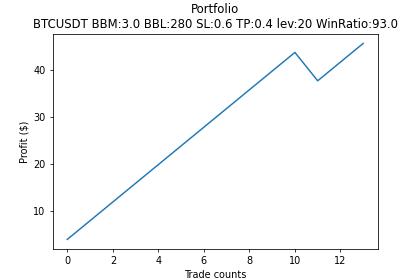 Portfolio
BTCUSDT BBM:3.0 BBL:280 SL:0.6 TP:0.4 lev:20 WinRatio:93.0
40
30
20
10
Profit ($)
0 2 4 6 8 10 12
Trade counts